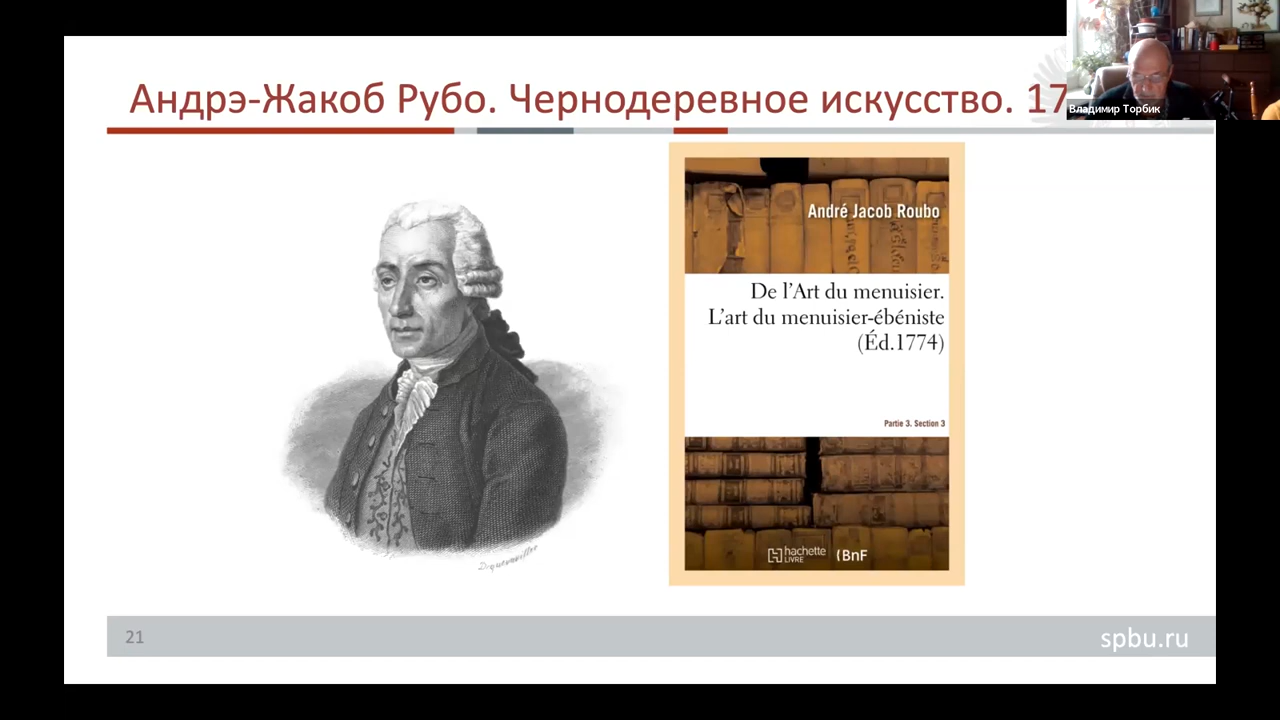 Андрэ-Жакоб Рубо. Чернодеревное искусство. 17
Владимир Торбик
André Jacob Roubo
De l’Art du menuisier.
L’art du menuisier-ébéniste
(Éd.1774)
Partie 3. Section 3
hachette
LIVRE
(BnF
21
spbu.ru